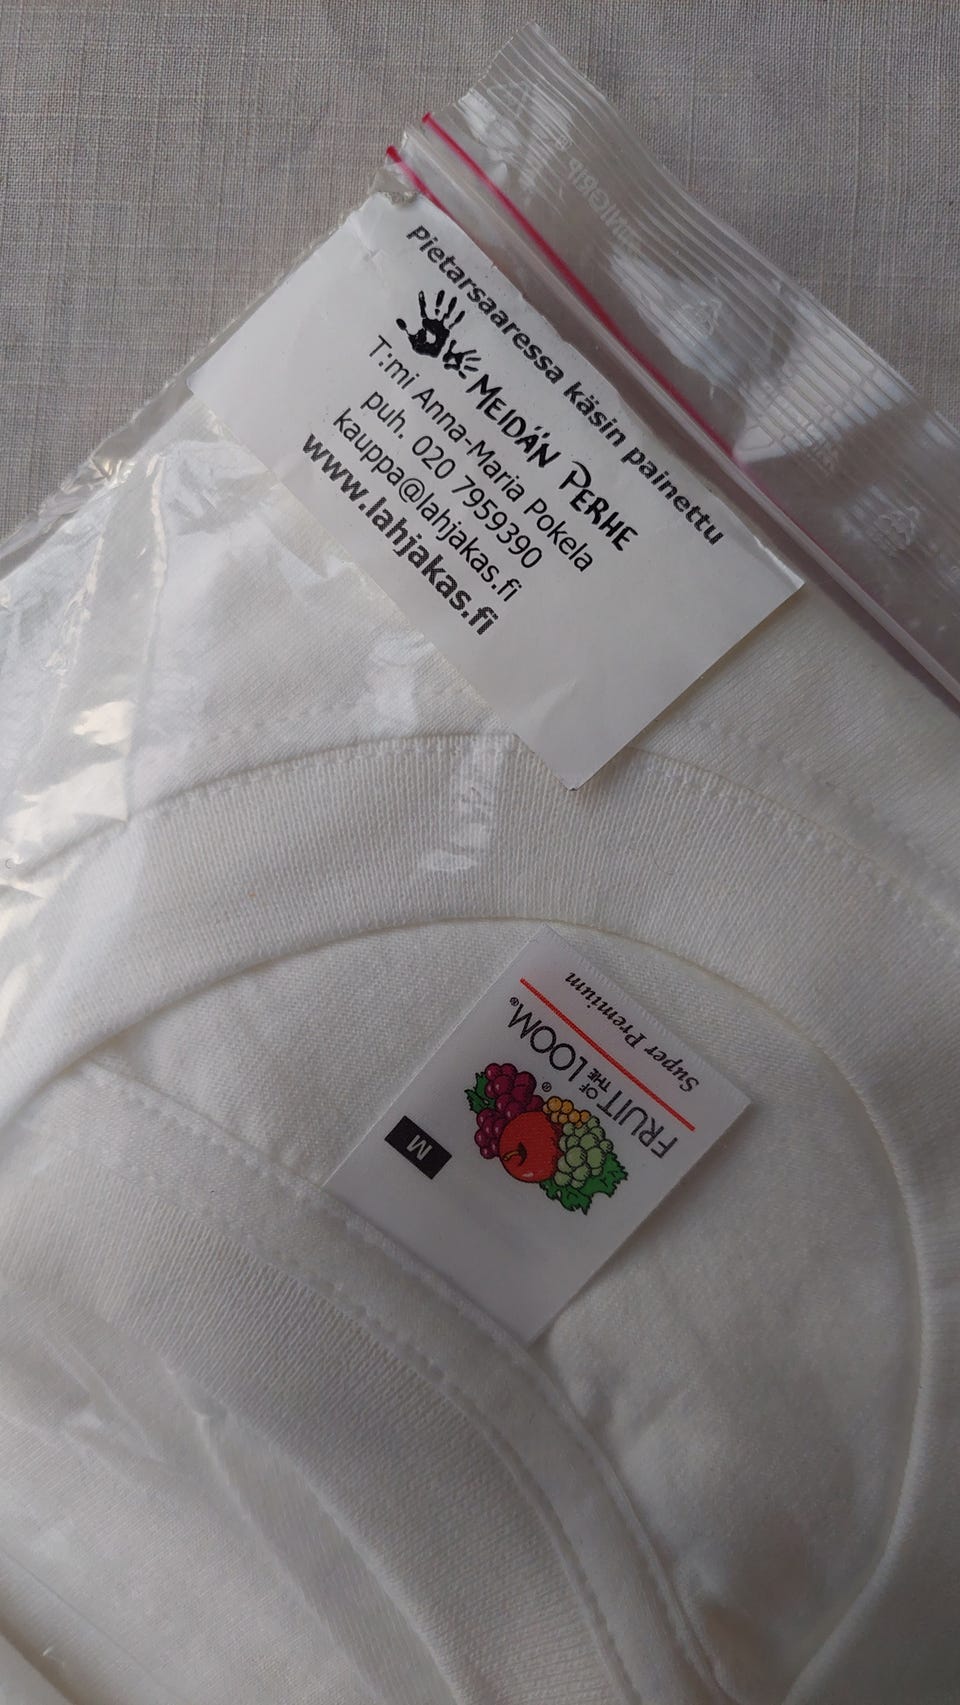 Pietarsaaressa käsin painettu
MEIDÄN PERHE
T:mi Anna-Maria Pokela
puh. 020 7959390
kauppa@lahjakas.fi
www.lahjakas.fi
Super Premium
FRUIT OF THE LOOM®
®
M